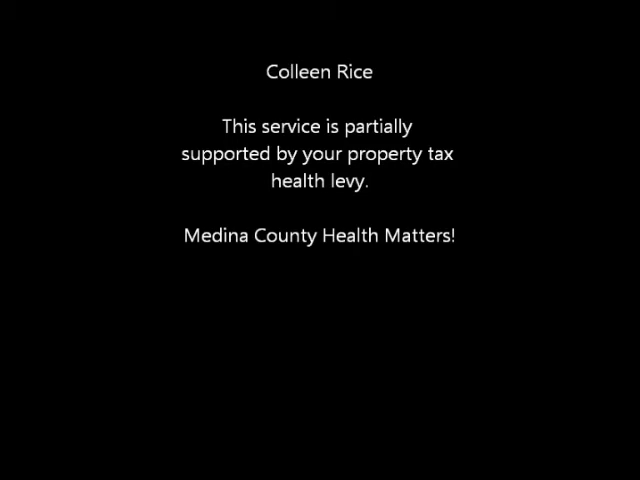 Colleen Rice
This service is partially
supported by your property tax
health levy.
Medina County Health Matters!